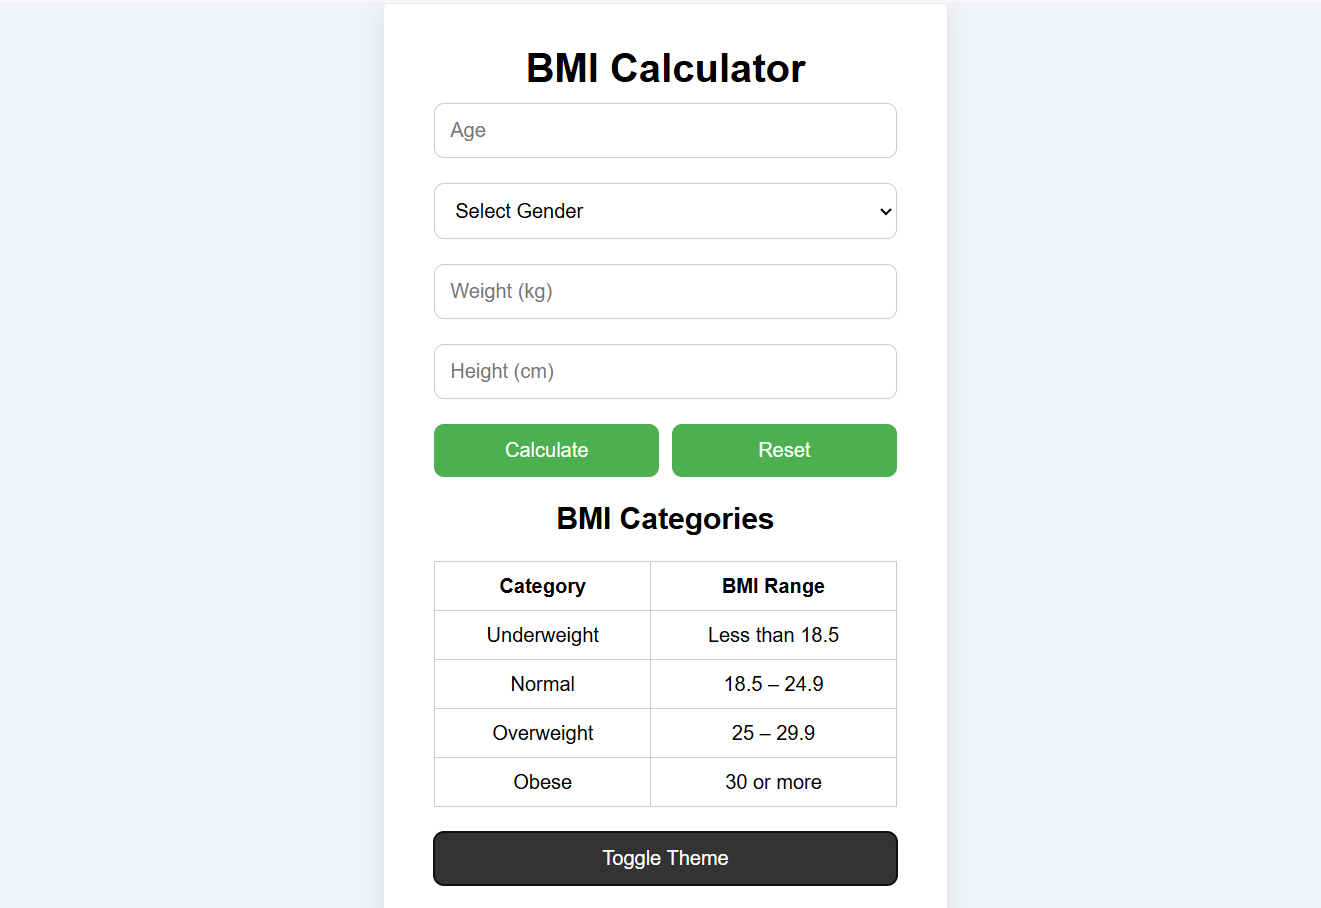 BMI Calculator
Age
Select Gender
Weight (kg)
Height (cm)
Calculate Reset
BMI Categories
Category BMI Range
Underweight Less than 18.5
Normal 18.5 – 24.9
Overweight 25 – 29.9
Obese 30 or more
Toggle Theme